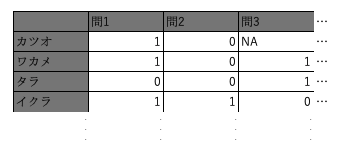 問1 問2 問3 …
カツオ 1 0 NA …
ワカメ 1 0 1 …
タラ 0 0 1 …
イクラ 1 1 0 …
. . . .
. . . .
. . . .